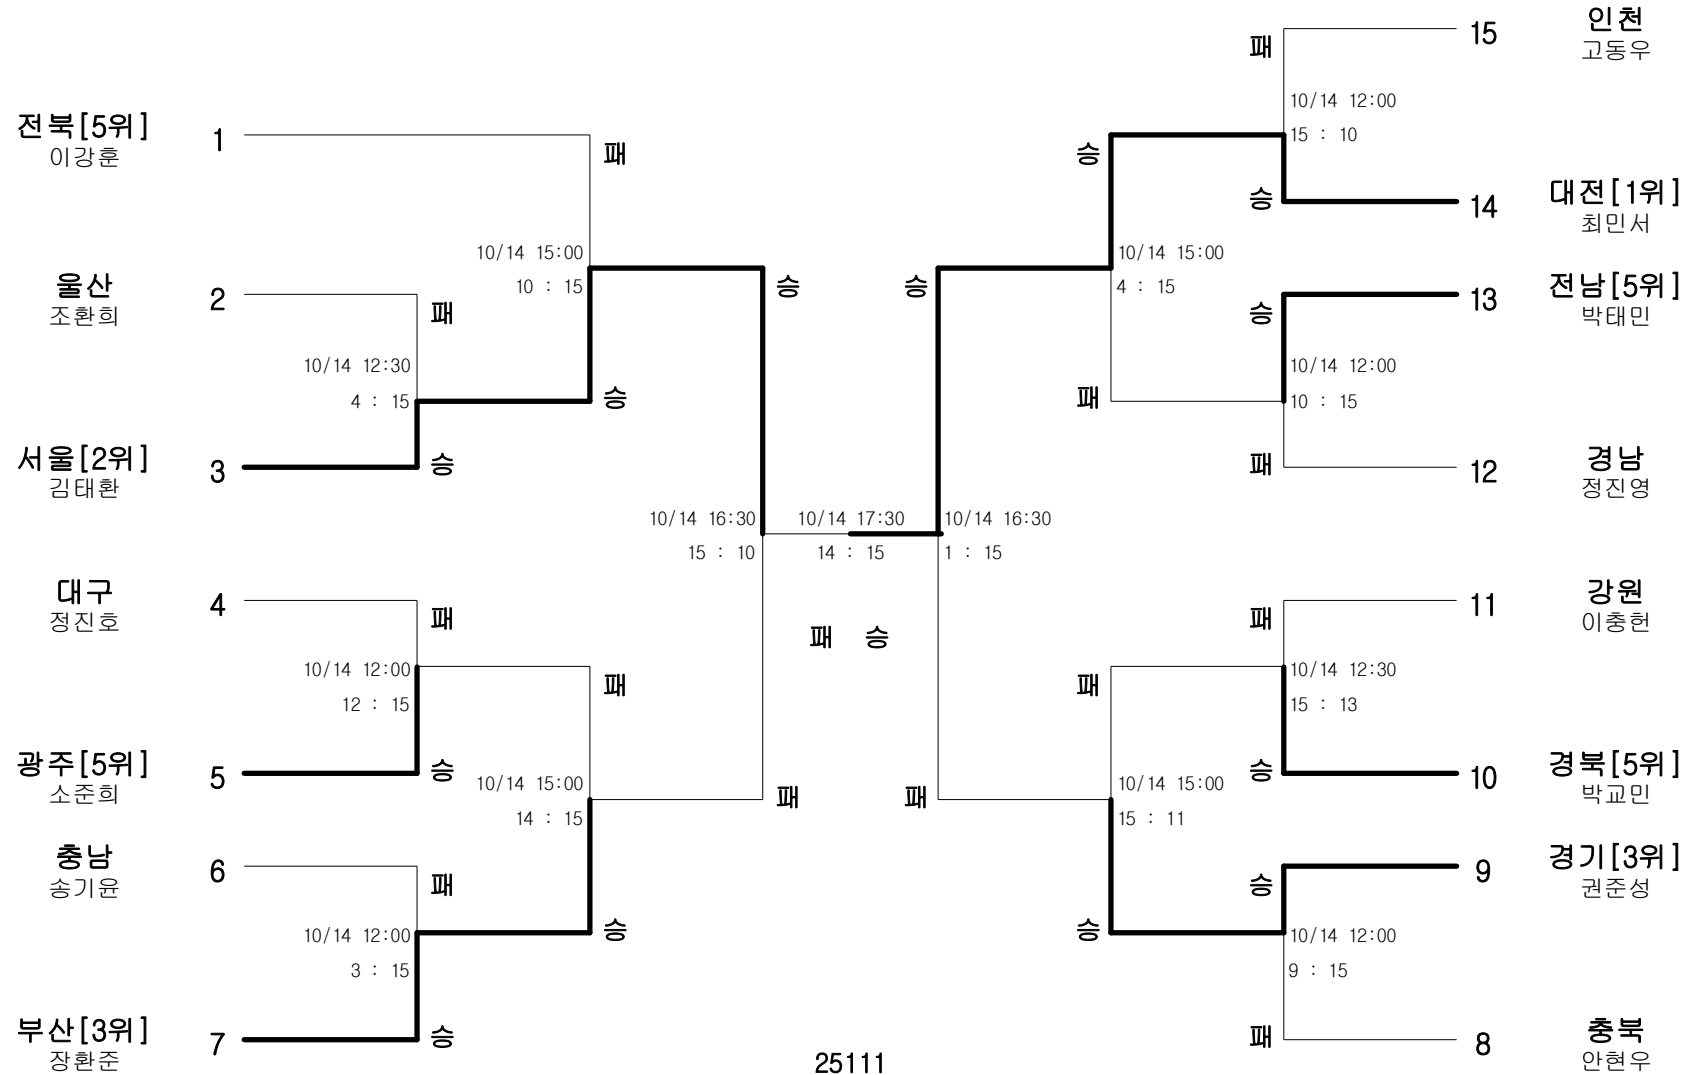 전북[5위]
이강훈
1
패
울산
조환희
2
패
10/14 15:00
10 : 15
승
10/14 12:30
4 : 15
승
서울[2위]
김태환
3
승
10/14 16:30
15 : 10
대구
정진호
4
패
10/14 12:00
12 : 15
패
광주[5위]
소준희
5
승
10/14 15:00
14 : 15
패
충남
송기윤
6
패
10/14 12:00
3 : 15
승
부산[3위]
장환준
7
승
10/14 17:30
14 : 15
패 승
25111
패
15
인천
고동우
10/14 12:00
15 : 10
승
승
14
대전[1위]
최민서
10/14 15:00
4 : 15
승
승
13
전남[5위]
박태민
10/14 12:00
10 : 15
패
패
12
경남
정진영
10/14 16:30
1 : 15
패
11
강원
이충헌
10/14 12:30
15 : 13
패
승
10
경북[5위]
박교민
10/14 15:00
15 : 11
패
승
9
경기[3위]
권준성
승
10/14 12:00
9 : 15
패
8
충북
안현우